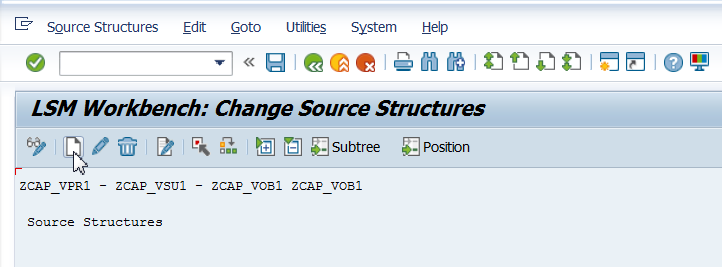 Source Structures Edit Goto Utilities System Help
LSM Workbench: Change Source Structures
Subtree Position
ZCAP_VPR1 - ZCAP_VSU1 - ZCAP_VOB1 ZCAP_VOB1
Source Structures